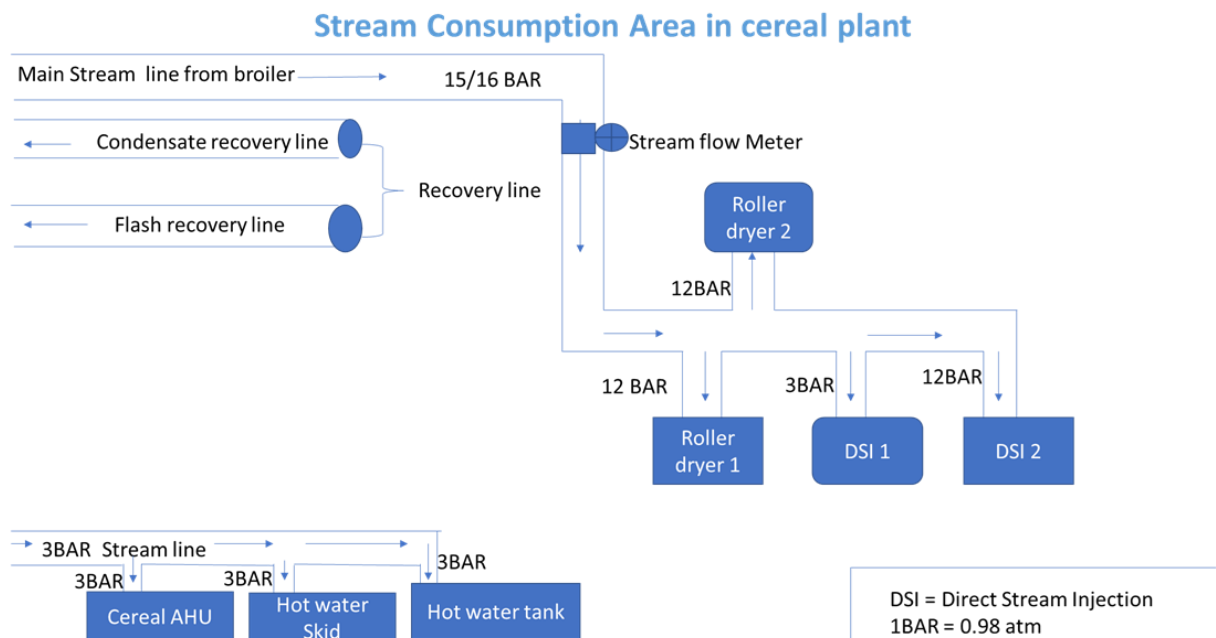 Stream Consumption Area in cereal plant
Main Stream line from broiler
15/16 BAR
Condensate recovery line
Stream flow Meter
Recovery line
Flash recovery line
Roller
dryer 2
12BAR
12 BAR
3BAR
12BAR
Roller
dryer 1
DSI 1
DSI 2
3BAR Stream line
3BAR
3BAR
3BAR
Cereal AHU
Hot water
Skid
Hot water tank
DSI = Direct Stream Injection
1BAR = 0.98 atm